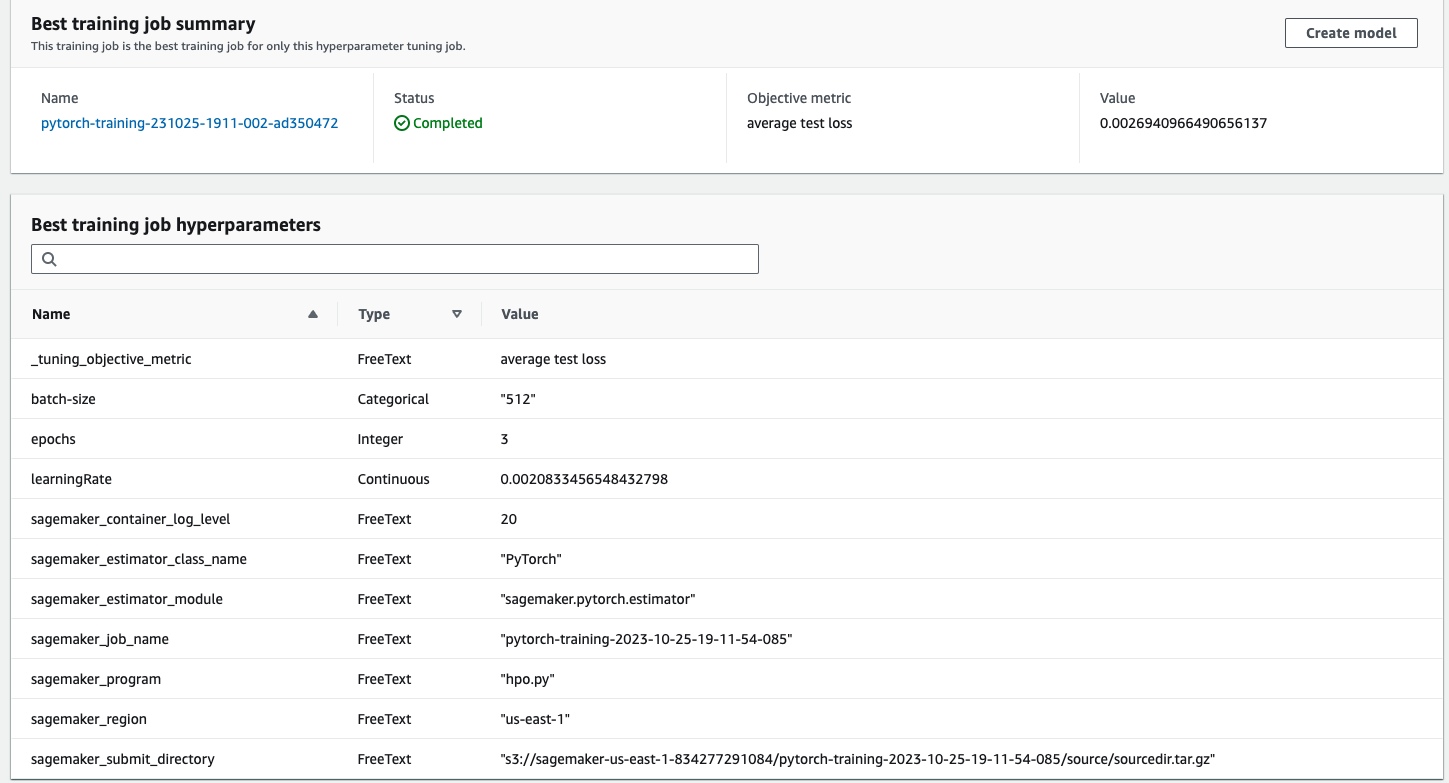 Best training job summary
This training job is the best training job for only this hyperparameter tuning job.
Create model
Name Status Objective metric Value
pytorch-training-231025-1911-002-ad350472 Completed average test loss 0.0026940966490656137
Best training job hyperparameters
Name Type Value
_tuning_objective_metric FreeText average test loss
batch-size Categorical "512"
epochs Integer 3
learningRate Continuous 0.0020833456548432798
sagemaker_container_log_level FreeText 20
sagemaker_estimator_class_name FreeText "PyTorch"
sagemaker_estimator_module FreeText "sagemaker.pytorch.estimator"
sagemaker_job_name FreeText "pytorch-training-2023-10-25-19-11-54-085"
sagemaker_program FreeText "hpo.py"
sagemaker_region FreeText "us-east-1"
sagemaker_submit_directory FreeText "s3://sagemaker-us-east-1-834277291084/pytorch-training-2023-10-25-19-11-54-085/source/sourcedir.tar.gz"